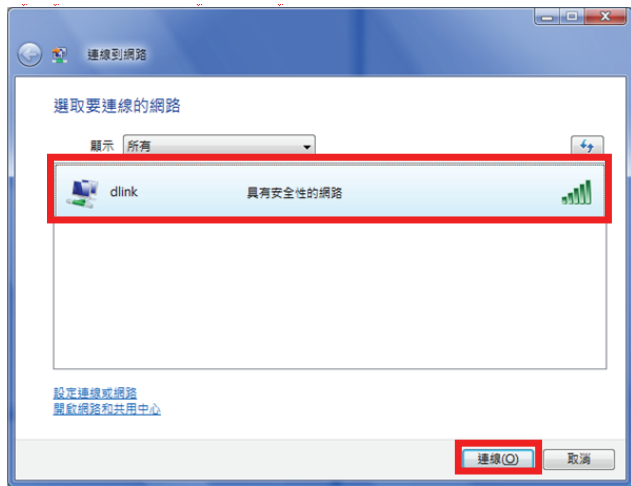 連線到網路
選取要連線的網路
顯示 所有
dlink 具有安全性的網路
設定連線或網路
開啟網路和共用中心
連線(O) 取消